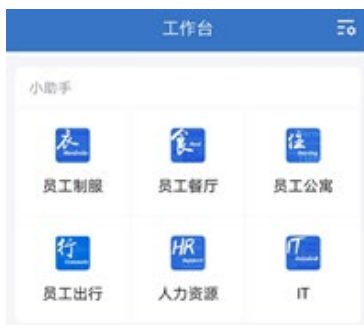 工作台
小助手
衣 食 住
员工制服 员工餐厅 员工公寓
行 HR IT
员工出行 人力资源 IT